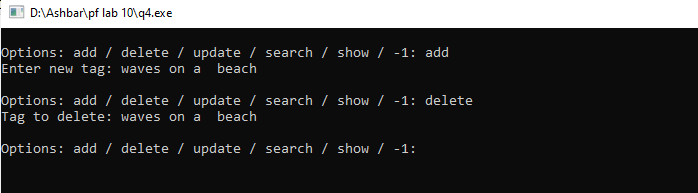 D:\Ashbar\pf lab 10\q4.exe
Options: add / delete / update / search / show / -1: add
Enter new tag: waves on a  beach
Options: add / delete / update / search / show / -1: delete
Tag to delete: waves on a  beach
Options: add / delete / update / search / show / -1: